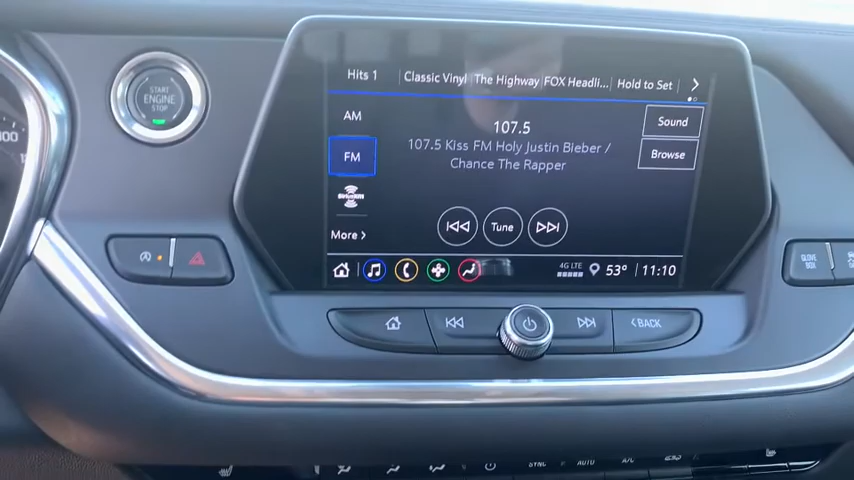 Hits 1 Classic Vinyl The Highway FOX Headli... Hold to Set
START
ENGINE
STOP
100
AM
FM
SiriusXM
More >
107.5
107.5 Kiss FM Holy Justin Bieber /
Chance The Rapper
Sound
Browse
Tune
4G LTE 53° 11:10
GLOVE
BOX
< BACK
SYNC AUTO A/C